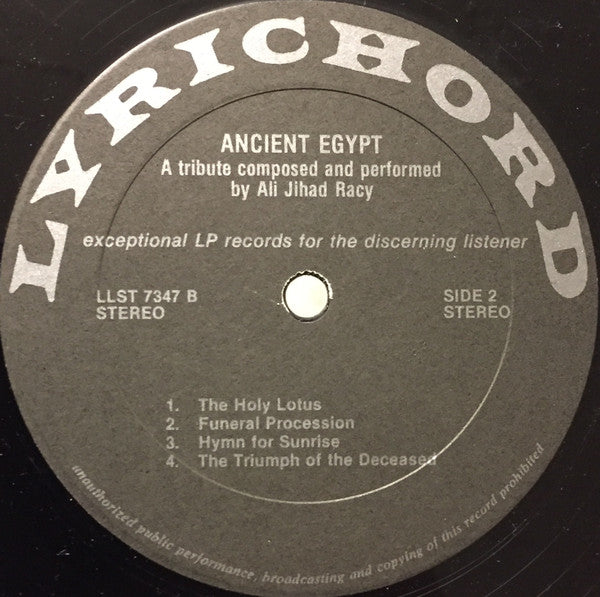 LYRICHORD
ANCIENT EGYPT
A tribute composed and performed
by Ali Jihad Racy
exceptional LP records for the discerning listener
LLST 7347 B
STEREO
SIDE 2
STEREO
1. The Holy Lotus
2. Funeral Procession
3. Hymn for Sunrise
4. The Triumph of the Deceased
unauthorized public performance, broadcasting and copying of this record prohibited